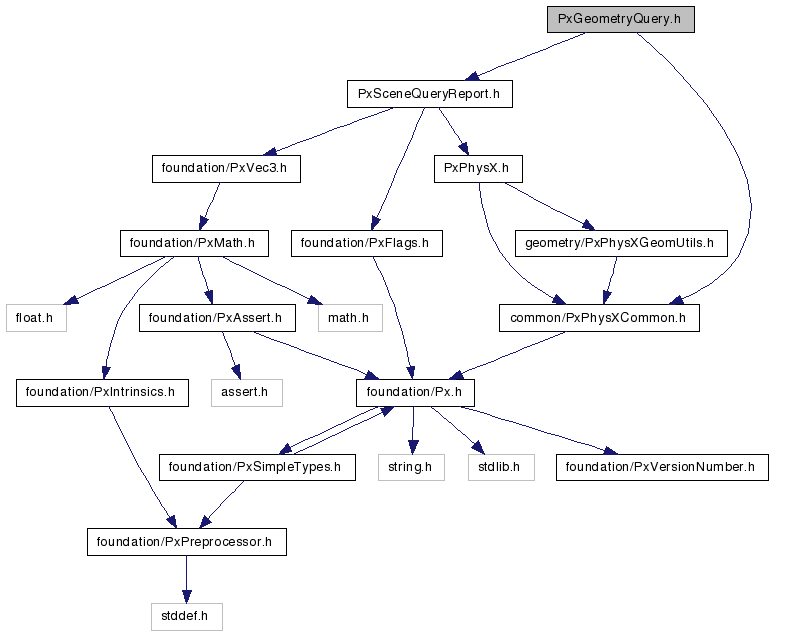 PxGeometryQuery.h
PxSceneQueryReport.h
foundation/PxVec3.h
PxPhysX.h
foundation/PxMath.h
foundation/PxFlags.h
geometry/PxPhysXGeomUtils.h
float.h
foundation/PxAssert.h
math.h
common/PxPhysXCommon.h
foundation/PxIntrinsics.h
assert.h
foundation/Px.h
foundation/PxSimpleTypes.h
string.h
stdlib.h
foundation/PxVersionNumber.h
foundation/PxPreprocessor.h
stddef.h